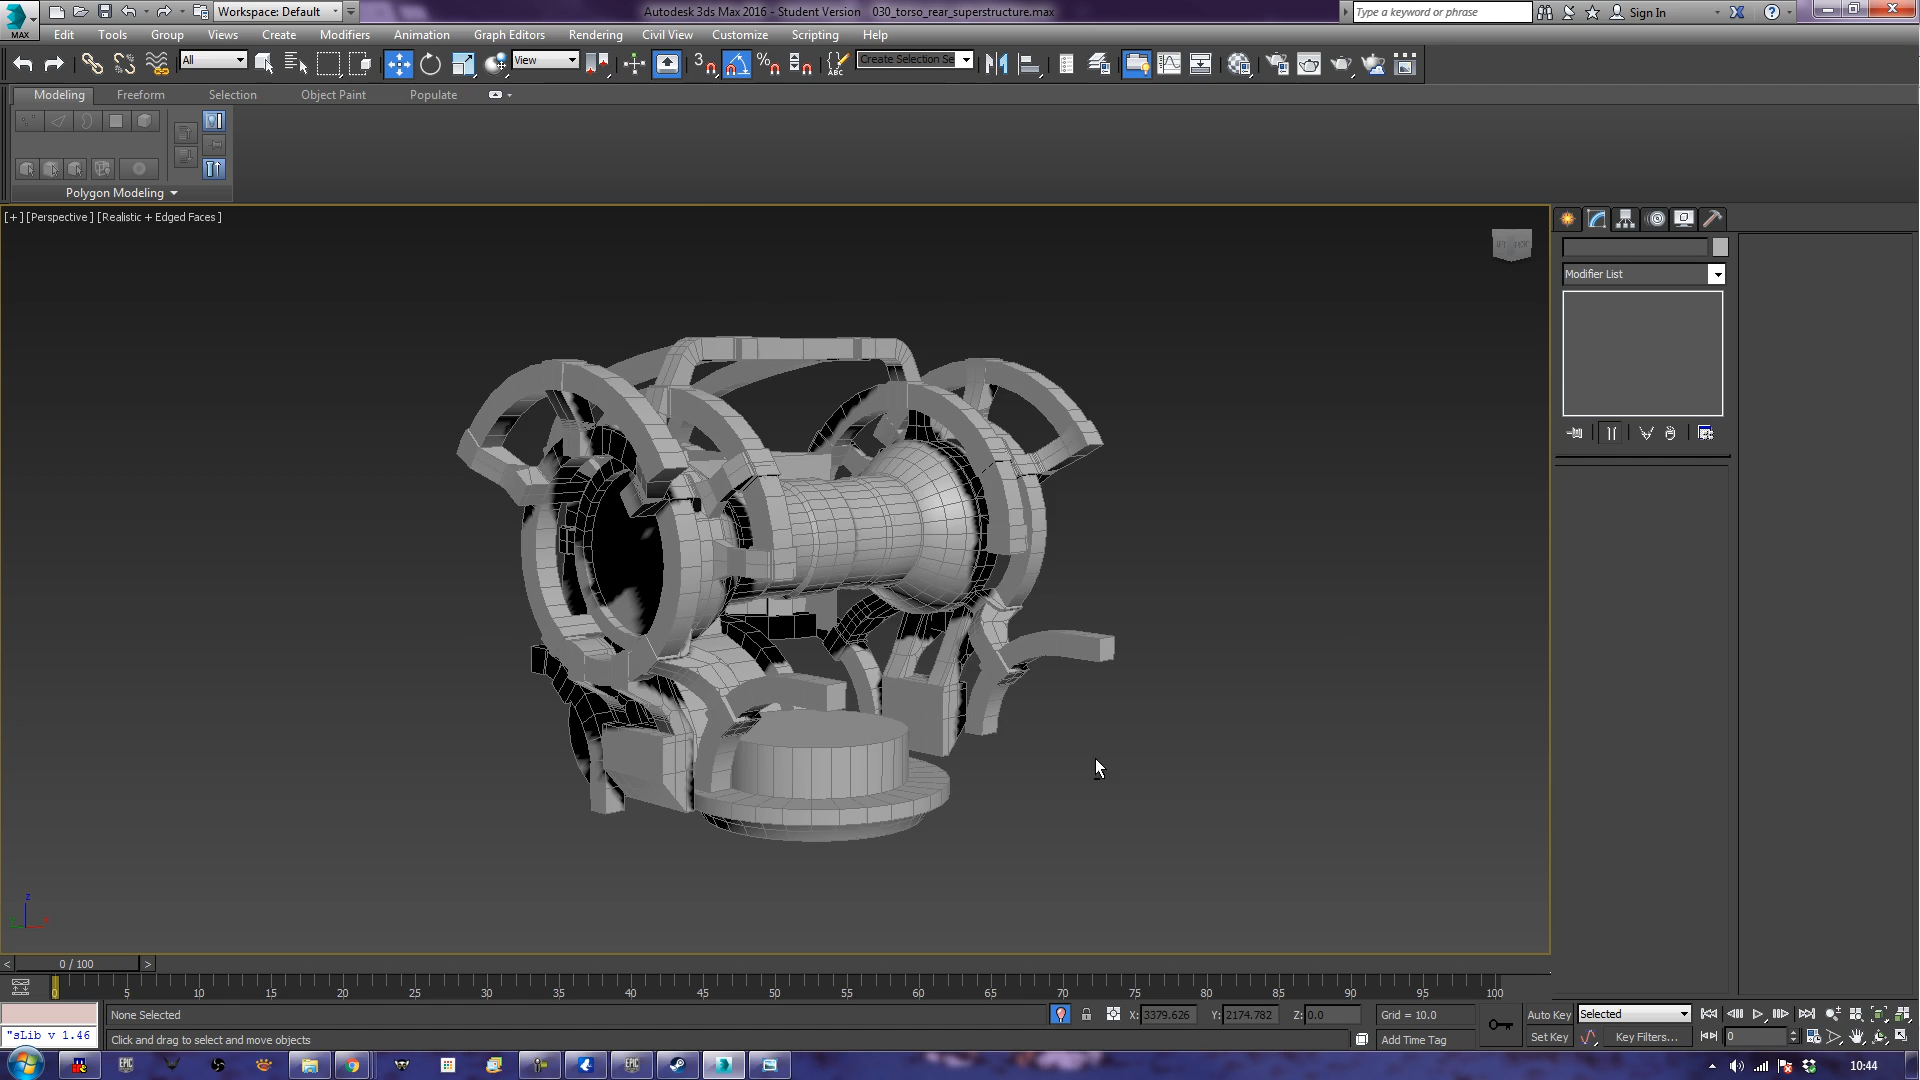 Workspace: Default
Autodesk 3ds Max 2016 - Student Version 030_torso_rear_superstructure.max
Type a keyword or phrase
Sign In
MAX
Edit Tools Group Views Create Modifiers Animation Graph Editors Rendering Civil View Customize Scripting Help
All
View
3
%
ABC
Create Selection Se
Modeling Freeform Selection Object Paint Populate
Polygon Modeling
[+] [Perspective] [Realistic + Edged Faces]
Modifier List
z
< 0 / 100 >
0 5 10 15 20 25 30 35 40 45 50 55 60 65 70 75 80 85 90 95 100
None Selected
X: 3379.626 Y: 2174.782 Z: 0.0
Grid = 10.0
Auto Key
Selected
"sLib v 1.46
Click and drag to select and move objects
Add Time Tag
Set Key
Key Filters...
0
EPIC
EPIC
10:44